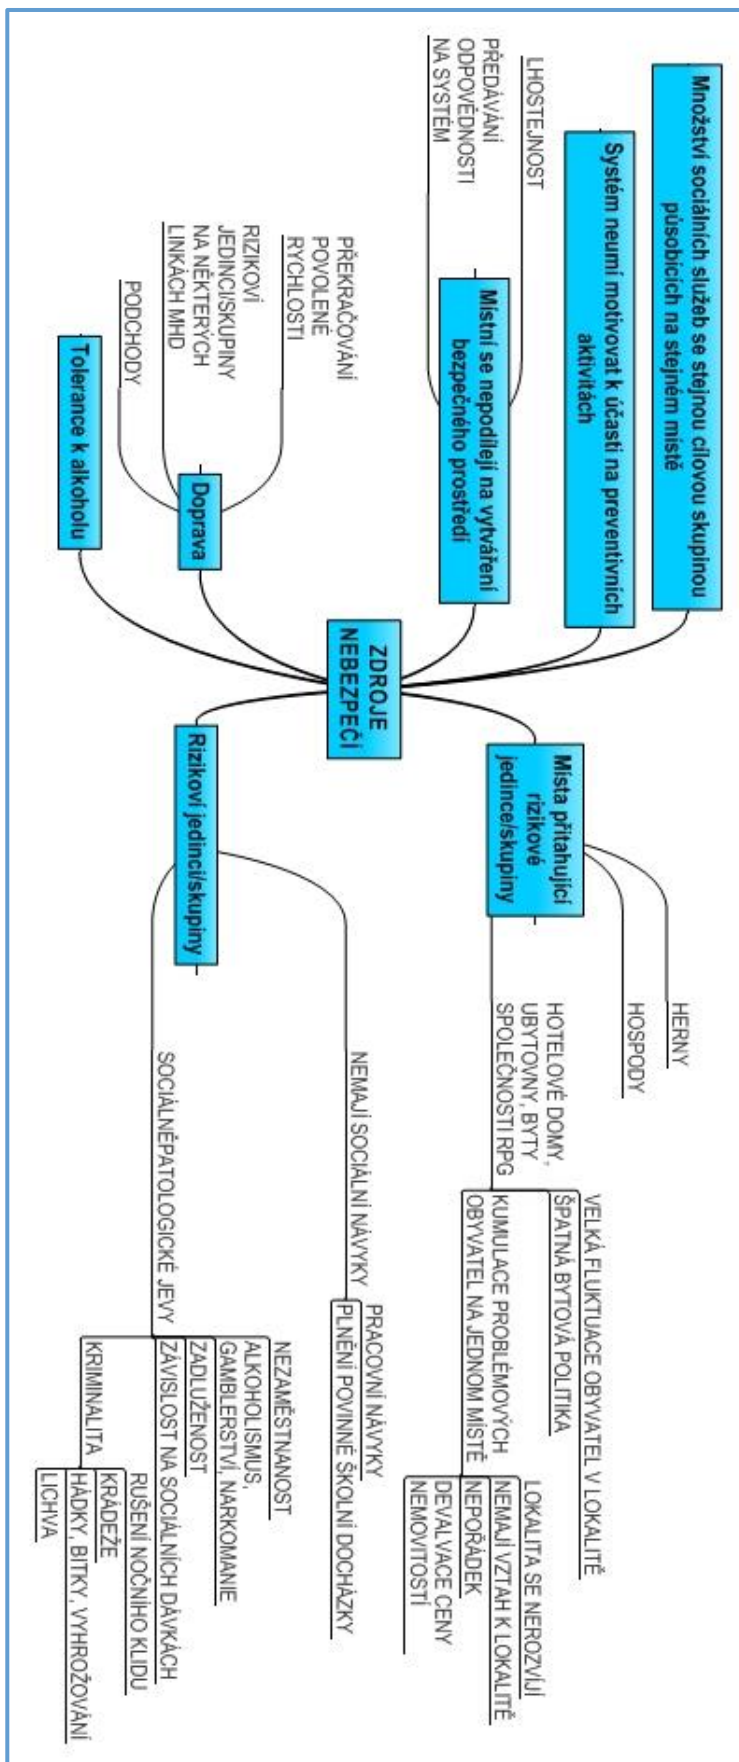 Množství sociálních služeb se stejnou cílovou skupinou
působících na stejném místě
Systém neumí motivovat k účasti na preventivních
aktivitách
LHOSTEJNOST
PŘEDÁVÁNÍ
ODPOVĚDNOSTI
NA SYSTÉM
Místní se nepodílejí na vytváření
bezpečného prostředí
PŘEKRAČOVÁNÍ
POVOLENÉ
RYCHLOSTI
RIZIKOVÍ
JEDINCI/SKUPINY
NA NĚKTERÝCH
LINKÁCH MHD
PODCHODY
Doprava
Tolerance k alkoholu
ZDROJE
NEBEZPEČÍ
Místa přitahující
rizikové
jedince/skupiny
HERNY
HOSPODY
HOTELOVÉ DOMY,
UBYTOVNY, BYTY
SPOLEČNOSTI RPG
VELKÁ FLUKTUACE OBYVATEL V LOKALITĚ
ŠPATNÁ BYTOVÁ POLITIKA
KUMULACE PROBLÉMOVÝCH
OBYVATEL NA JEDNOM MÍSTĚ
LOKALITA SE NEROZVÍJÍ
NEMAJÍ VZTAH K LOKALITĚ
NEPOŘÁDEK
DEVALVACE CENY
NEMOVITOSTÍ
Rizikoví jedinci/skupiny
NEMAJÍ SOCIÁLNÍ NÁVYKY
PRACOVNÍ NÁVYKY
PLNĚNÍ POVINNÉ ŠKOLNÍ DOCHÁZKY
SOCIÁLNĚPATOLOGICKÉ JEVY
NEZAMĚSTNANOST
ALKOHOLISMUS,
GAMBLERSTVÍ, NARKOMANIE
ZADLUŽENOST
ZÁVISLOST NA SOCIÁLNÍCH DÁVKÁCH
KRIMINALITA
RUŠENÍ NOČNÍHO KLIDU
KRÁDEŽE
HÁDKY, BITKY, VYHROŽOVÁNÍ
LICHVA